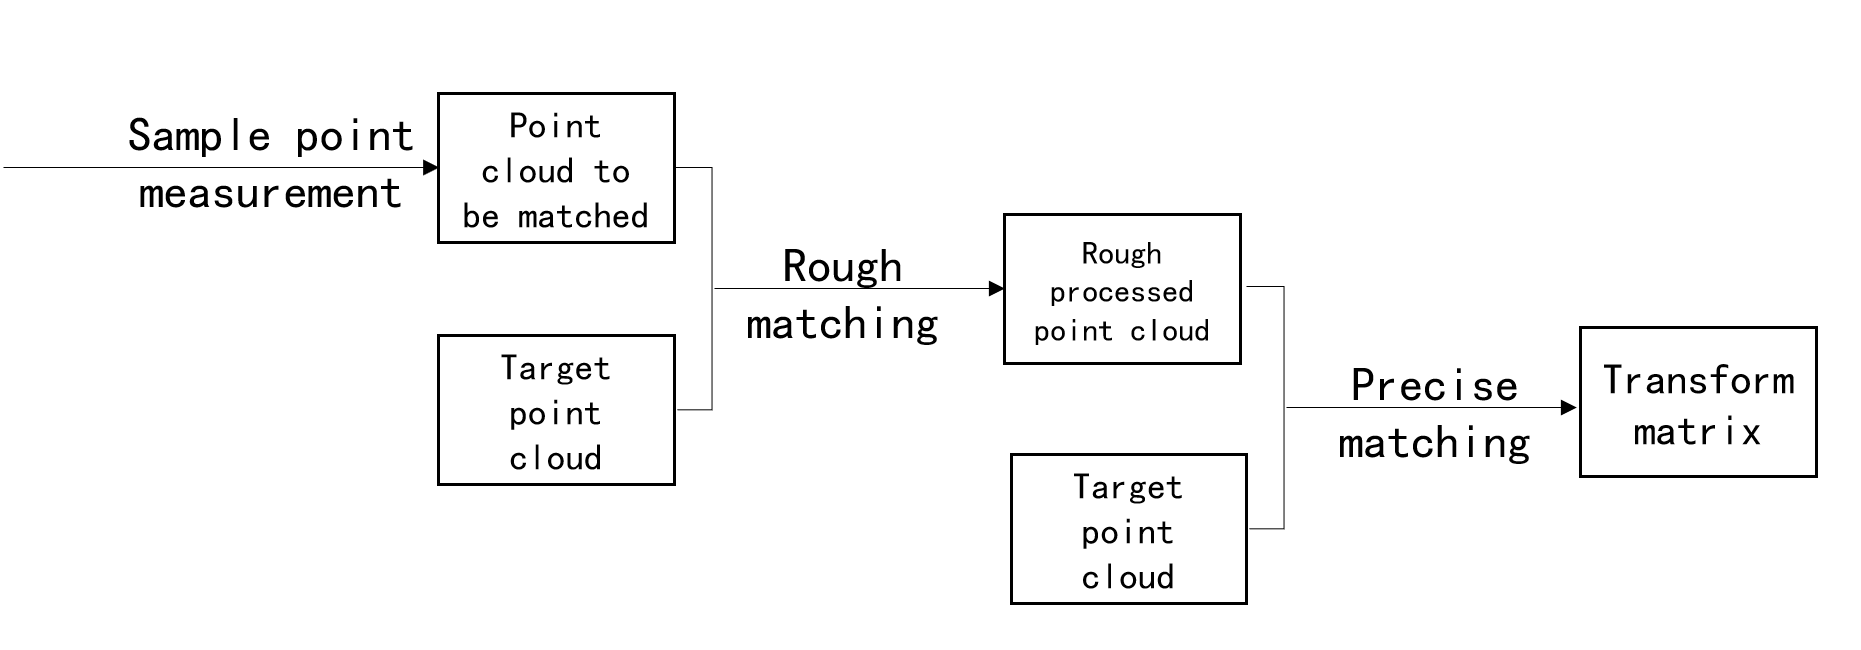 Sample point
measurement
Point
cloud to
be matched
Target
point
cloud
Rough
matching
Rough
processed
point cloud
Target
point
cloud
Precise
matching
Transform
matrix